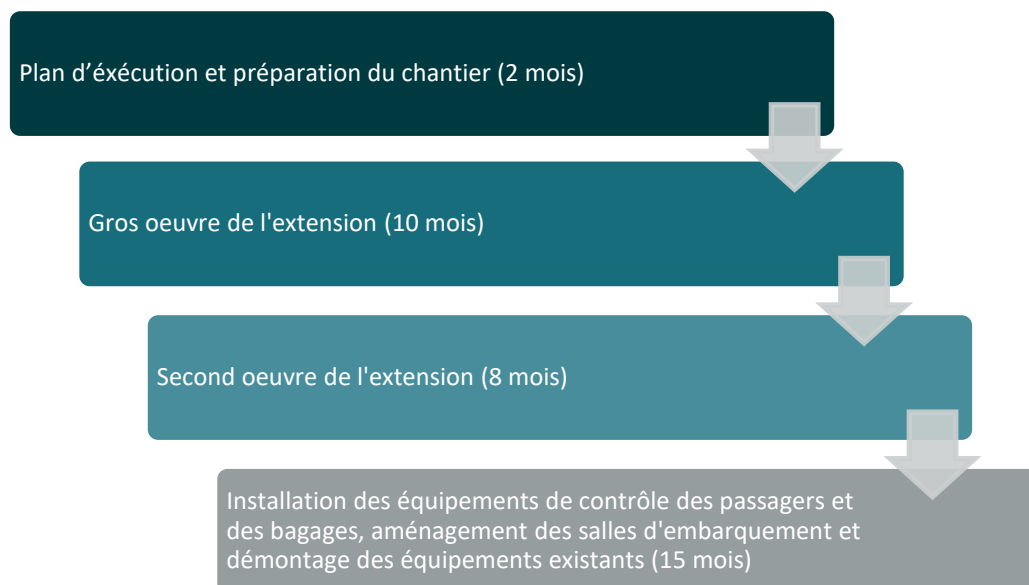 Plan d’éxécution et préparation du chantier (2 mois)
Gros oeuvre de l'extension (10 mois)
Second oeuvre de l'extension (8 mois)
Installation des équipements de contrôle des passagers et
des bagages, aménagement des salles d'embarquement et
démontage des équipements existants (15 mois)